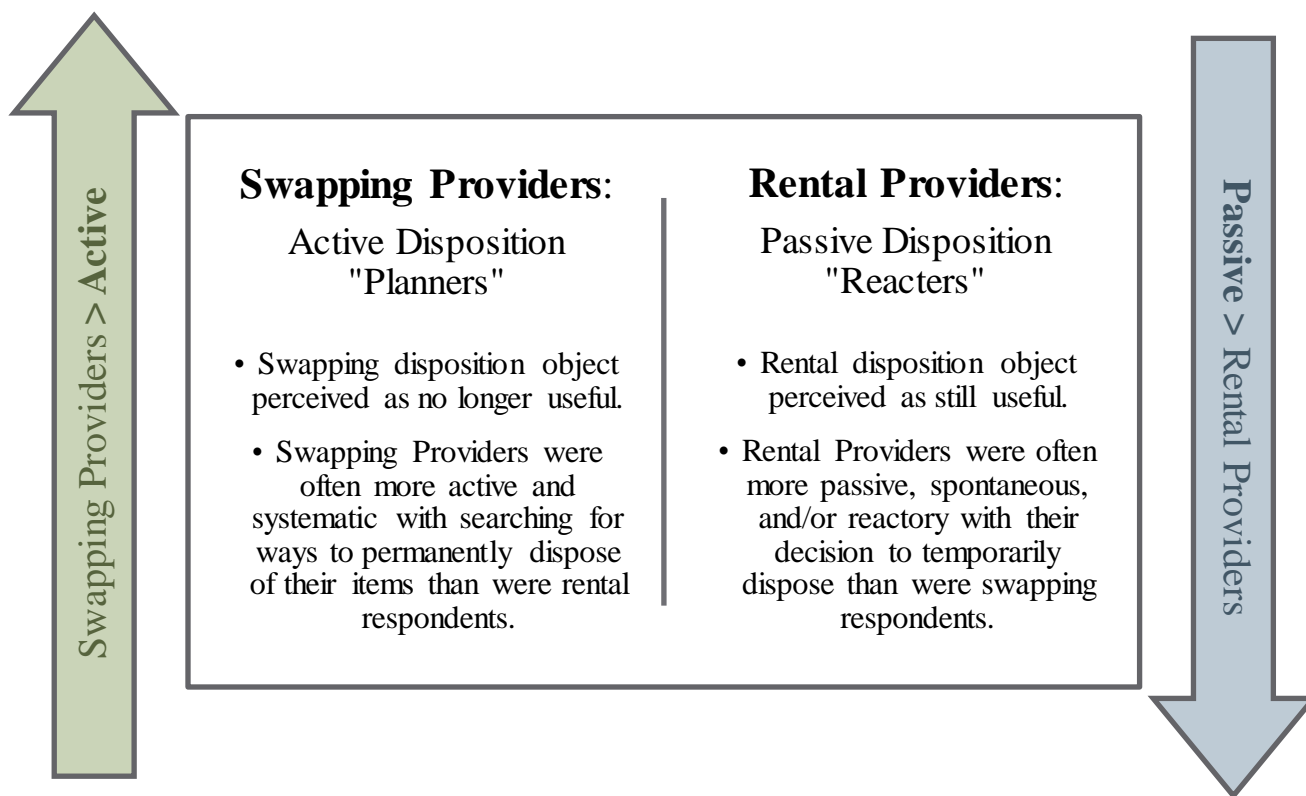 Swapping Providers > Active
Swapping Providers:
Active Disposition
"Planners"
• Swapping disposition object
perceived as no longer useful.
• Swapping Providers were
often more active and
systematic with searching for
ways to permanently dispose
of their items than were rental
respondents.
Rental Providers:
Passive Disposition
"Reacters"
• Rental disposition object
perceived as still useful.
• Rental Providers were often
more passive, spontaneous,
and/or reactory with their
decision to temporarily
dispose than were swapping
respondents.
Passive > Rental Providers